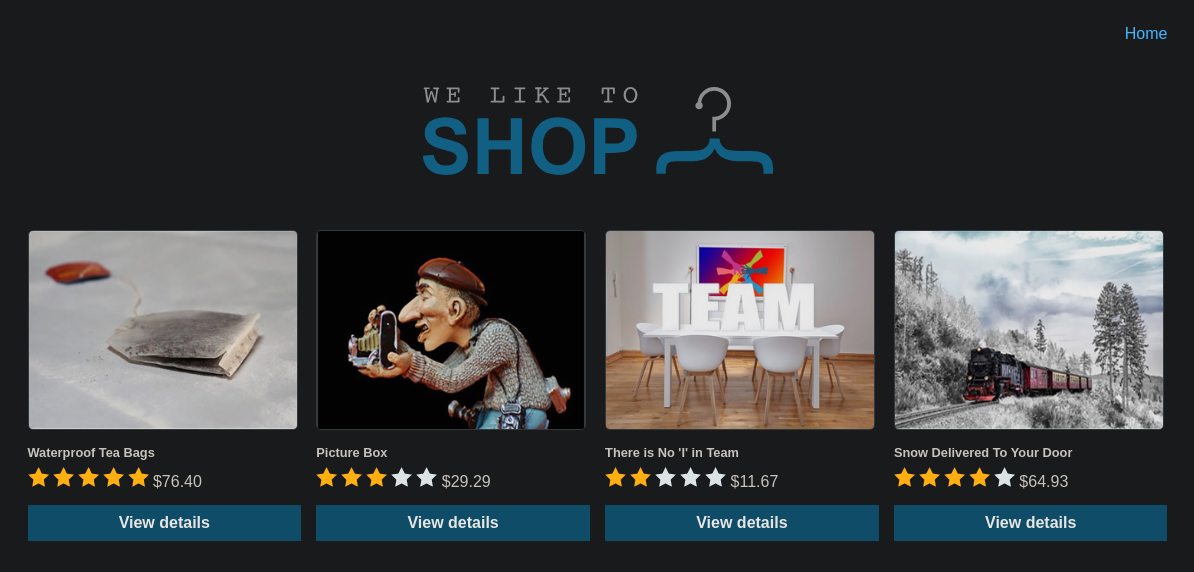 Home
WE LIKE TO
SHOP
TEAM
Waterproof Tea Bags
$76.40
View details
Picture Box
$29.29
View details
There is No 'I' in Team
$11.67
View details
Snow Delivered To Your Door
$64.93
View details